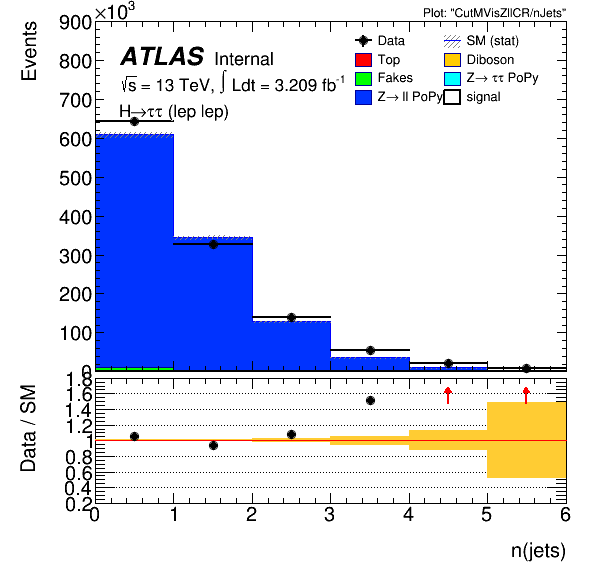 Plot: "CutMVisZllCR/nJets"
×10³
Events
900
800
700
600
500
400
300
200
100
0
ATLAS Internal
√s = 13 TeV, ∫ Ldt = 3.209 fb⁻¹
H→ττ (lep lep)
Data
Top
Fakes
Z→ ll PoPy
SM (stat)
Diboson
Z→ ττ PoPy
signal
Data / SM
1.8
1.6
1.4
1.2
1
0.8
0.6
0.4
0.2
0 1 2 3 4 5 6
n(jets)